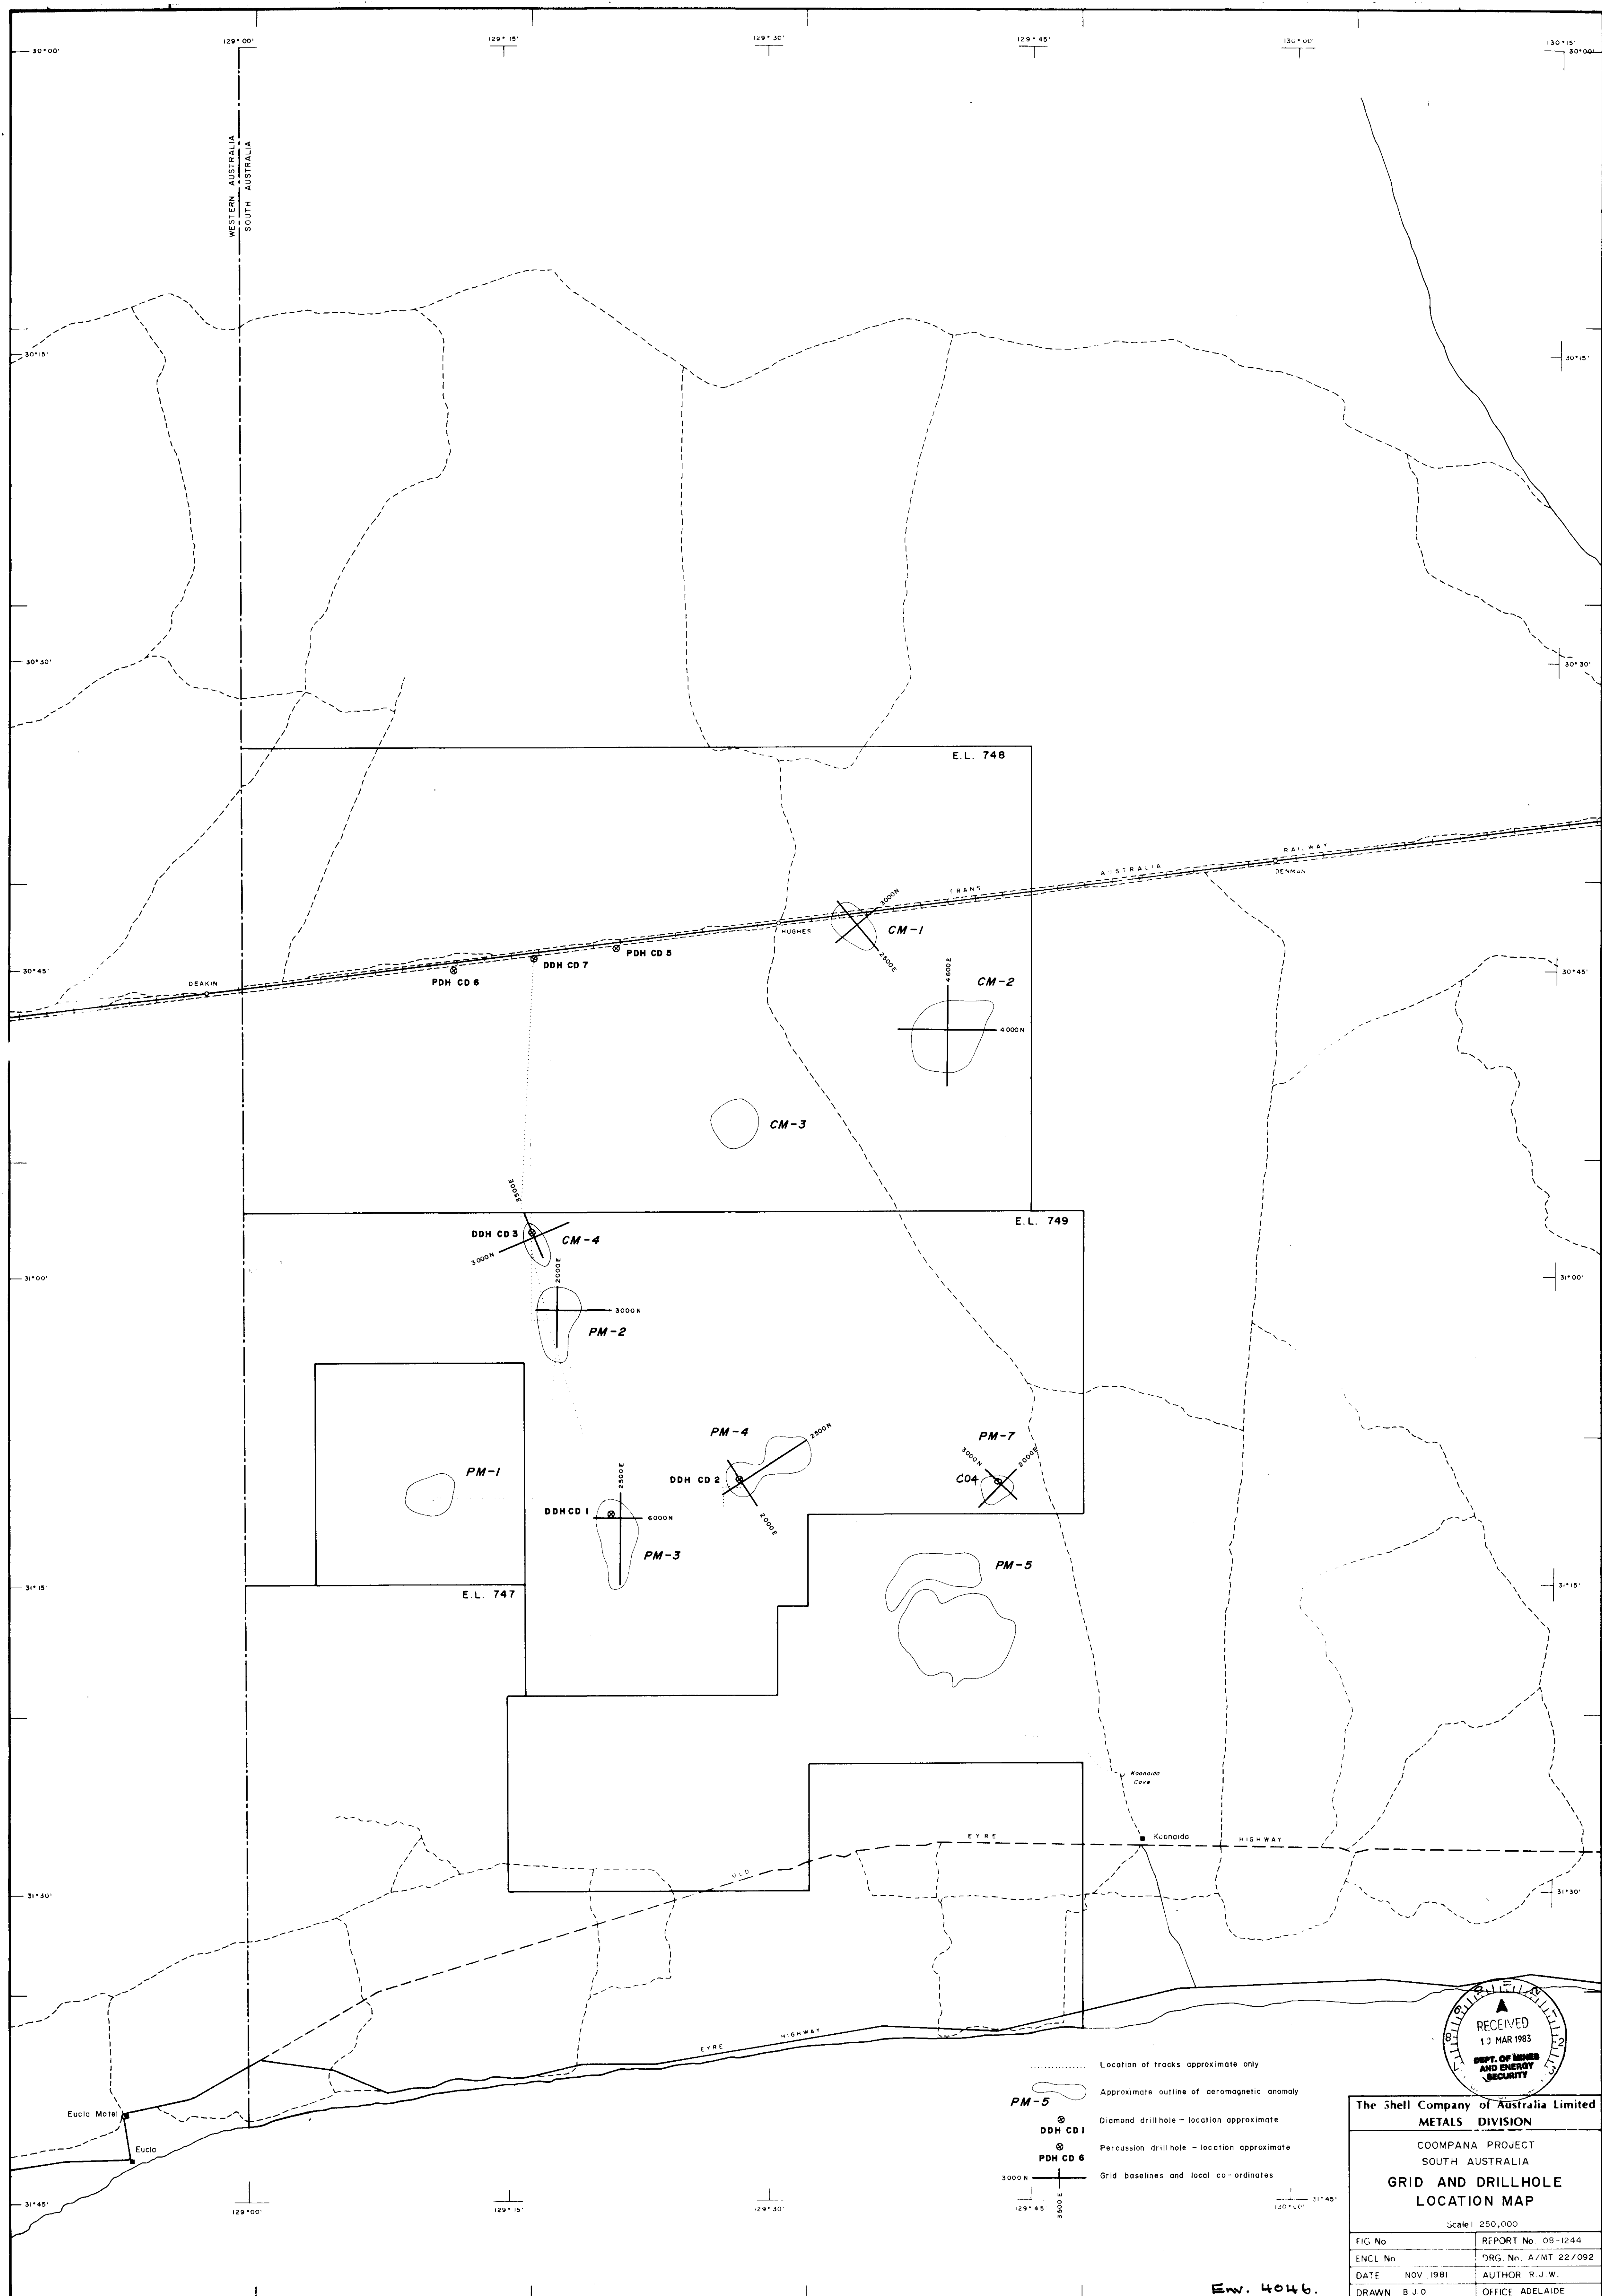 129° 00'
129° 15'
129° 30'
129° 45'
130° 00'
130° 15'
30° 00'
30° 00'
WESTERN AUSTRALIA
SOUTH AUSTRALIA
30° 15'
30° 15'
30° 30'
30° 30'
E.L. 748
TRANS AUSTRALIA RAILWAY
DENMAN
3000N
HUGHES
CM-1
2500E
PDH CD 5
DDH CD 7
PDH CD 6
30° 45'
30° 45'
DEAKIN
4600E
CM-2
4000N
CM-3
3500E
E.L. 749
DDH CD 3
CM-4
3000N
2000E
31° 00'
31° 00'
3000N
PM-2
PM-4
2500N
PM-7
3000N
2000E
PM-1
2500E
DDH CD 2
CO4
DDH CD 1
6000N
2000E
PM-3
PM-5
31° 15'
31° 15'
E.L. 747
Koonalda
Cave
OLD EYRE HIGHWAY
Kuonalda
31° 30'
31° 30'
EYRE HIGHWAY
Eucla Motel
Eucla
RECEIVED
10 MAR 1983
DEPT. OF MINES
AND ENERGY
SECURITY
Location of tracks approximate only
Approximate outline of aeromagnetic anomaly
PM-5
Diamond drillhole - location approximate
DDH CD 1
Percussion drillhole - location approximate
PDH CD 6
3000N
Grid baselines and local co-ordinates
3500E
31° 45'
31° 45'
129° 00'
129° 15'
129° 30'
129° 45'
130° 00'
The Shell Company of Australia Limited
METALS DIVISION
COOMPANA PROJECT
SOUTH AUSTRALIA
GRID AND DRILLHOLE
LOCATION MAP
Scale 1 250,000
FIG No
REPORT No. 08-1244
ENCL No
DRG. No. A/MT 22/092
DATE NOV 1981
AUTHOR R.J.W.
DRAWN B.J.O
OFFICE ADELAIDE
Env. 4046.